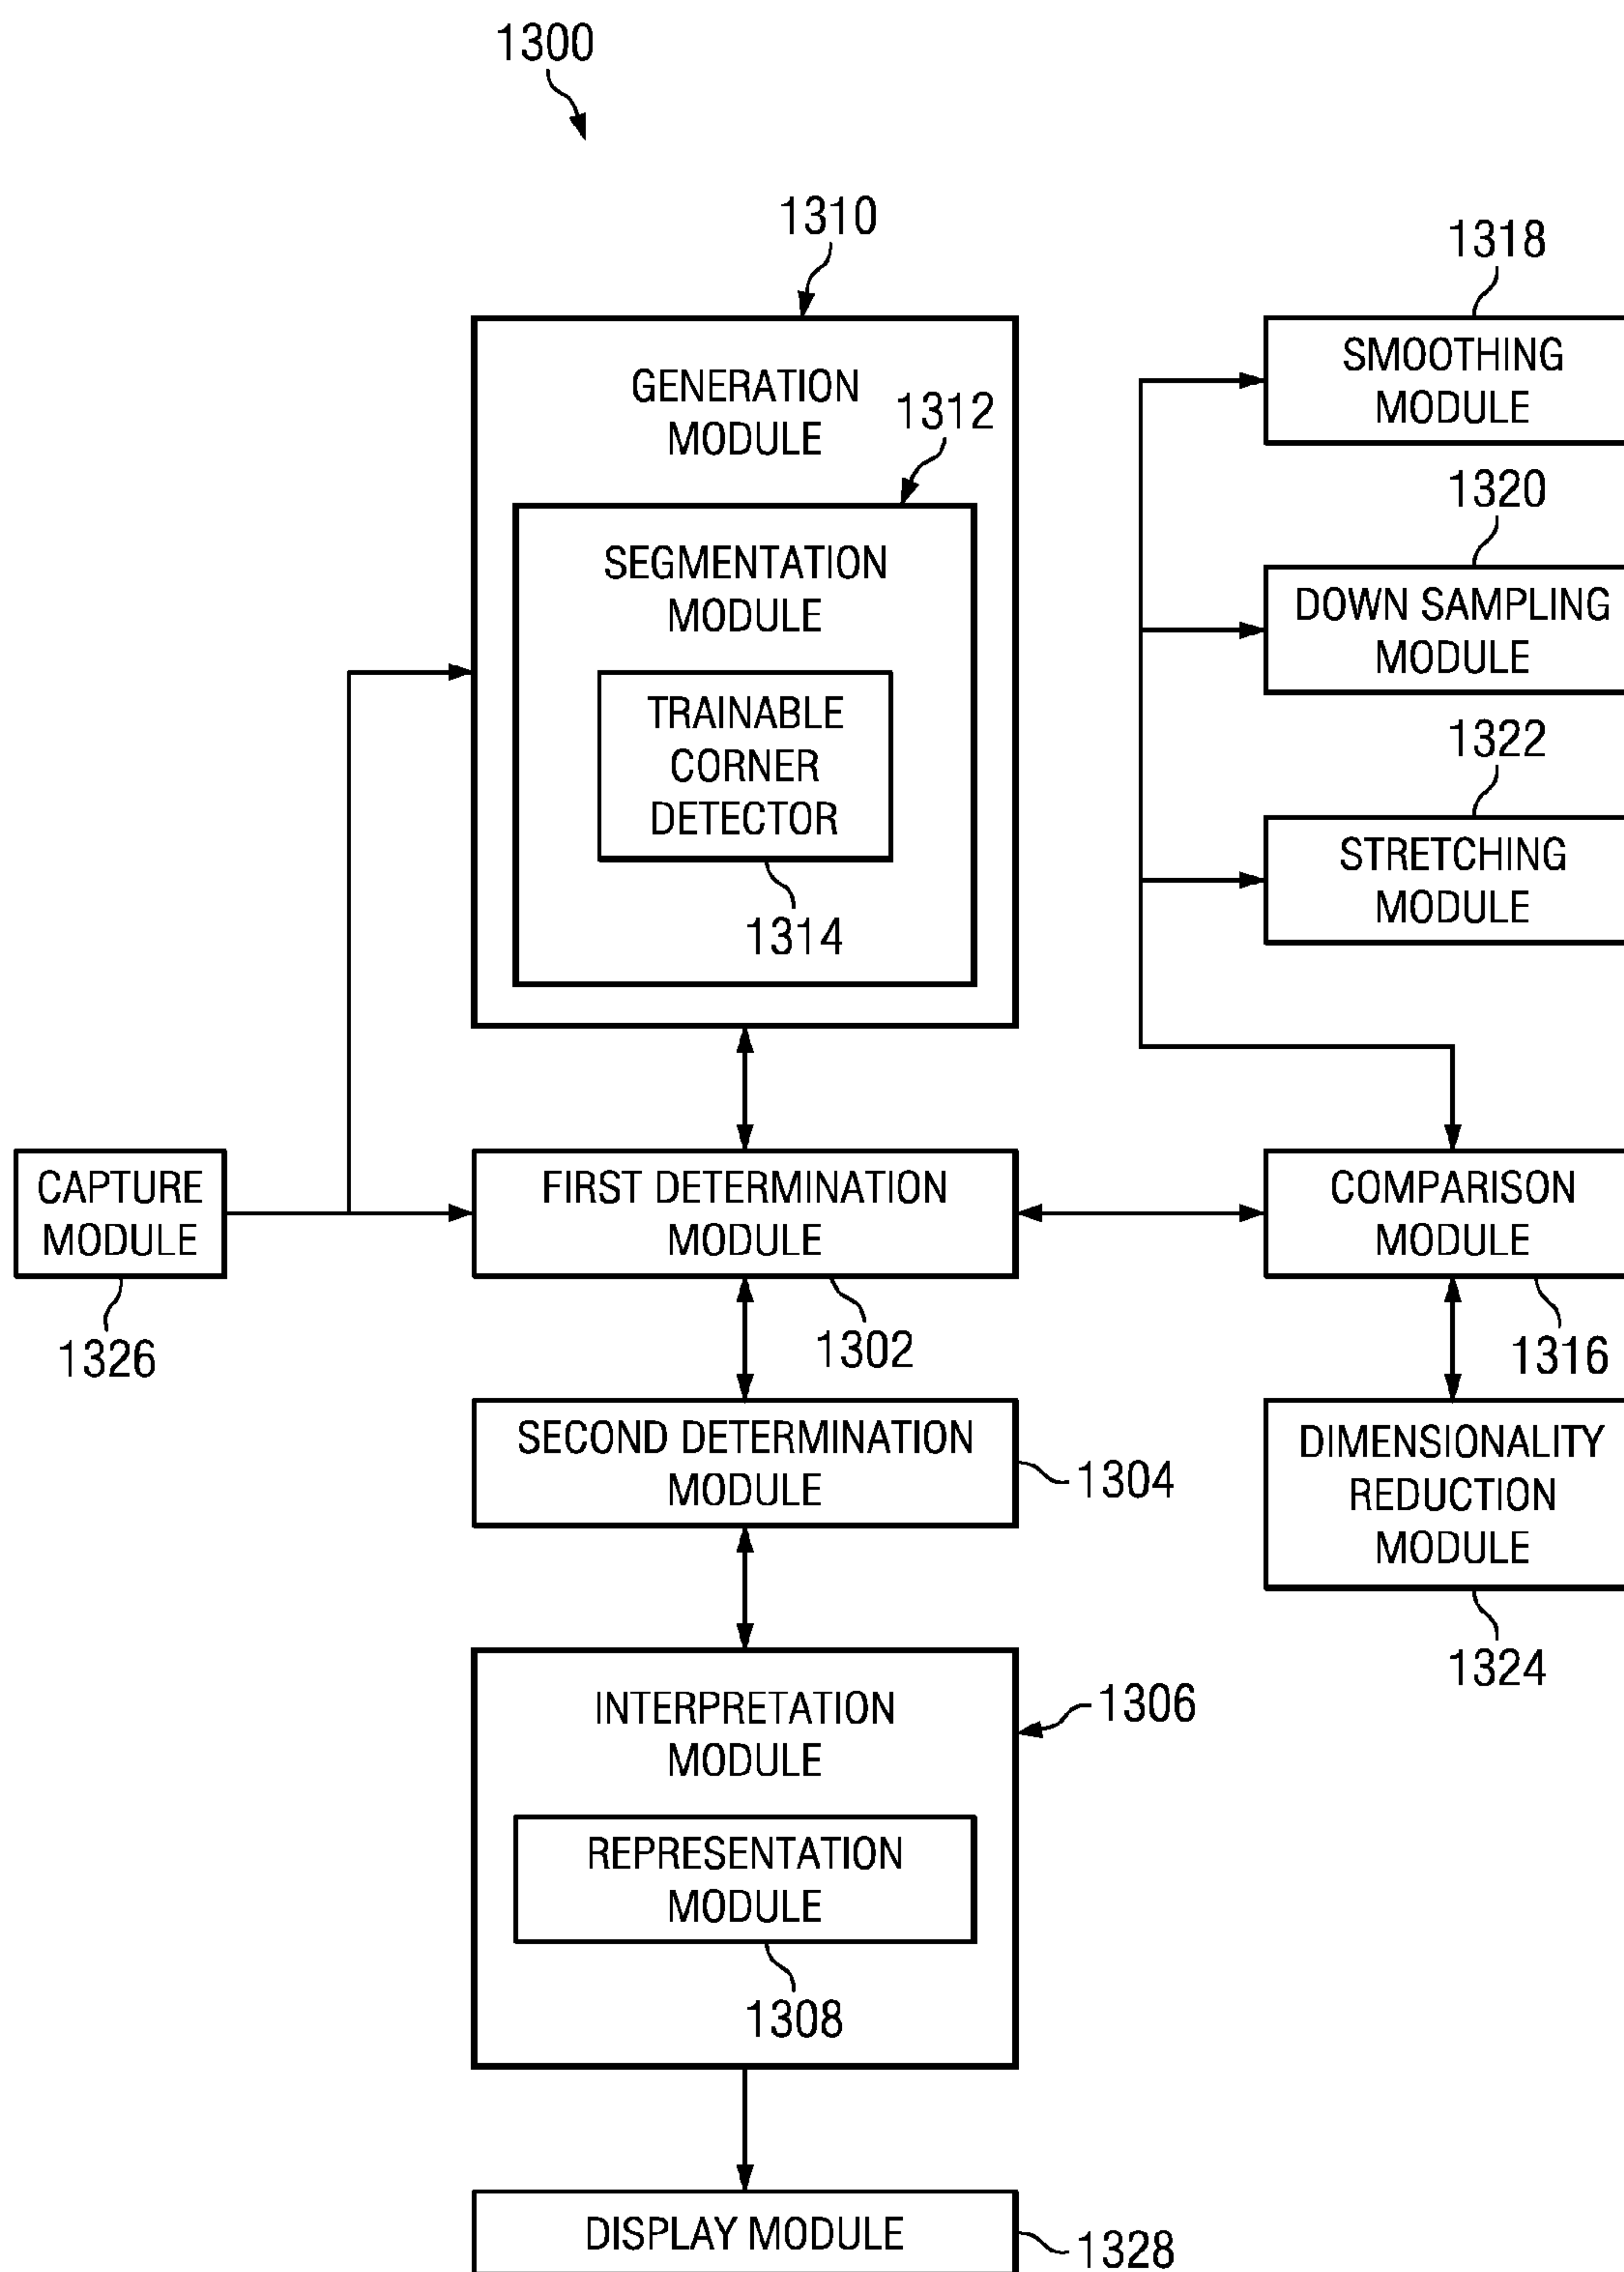 1300
1310
GENERATION
MODULE
1312
SEGMENTATION
MODULE
TRAINABLE
CORNER
DETECTOR
1314
1318
SMOOTHING
MODULE
1320
DOWN SAMPLING
MODULE
1322
STRETCHING
MODULE
CAPTURE
MODULE
1326
FIRST DETERMINATION
MODULE
1302
COMPARISON
MODULE
1316
SECOND DETERMINATION
MODULE
1304
DIMENSIONALITY
REDUCTION
MODULE
1324
INTERPRETATION
MODULE
1306
REPRESENTATION
MODULE
1308
DISPLAY MODULE
1328